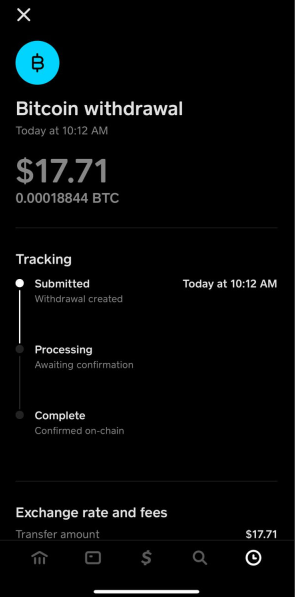 Bitcoin withdrawal
Today at 10:12 AM
$17.71
0.00018844 BTC
Tracking
Submitted Today at 10:12 AM
Withdrawal created
Processing
Awaiting confirmation
Complete
Confirmed on-chain
Exchange rate and fees
Transfer amount $17.71